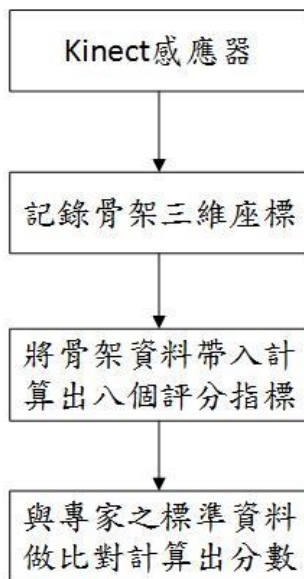 Kinect感應器
記錄骨架三維座標
將骨架資料帶入計
算出八個評分指標
與專家之標準資料
做比對計算出分數